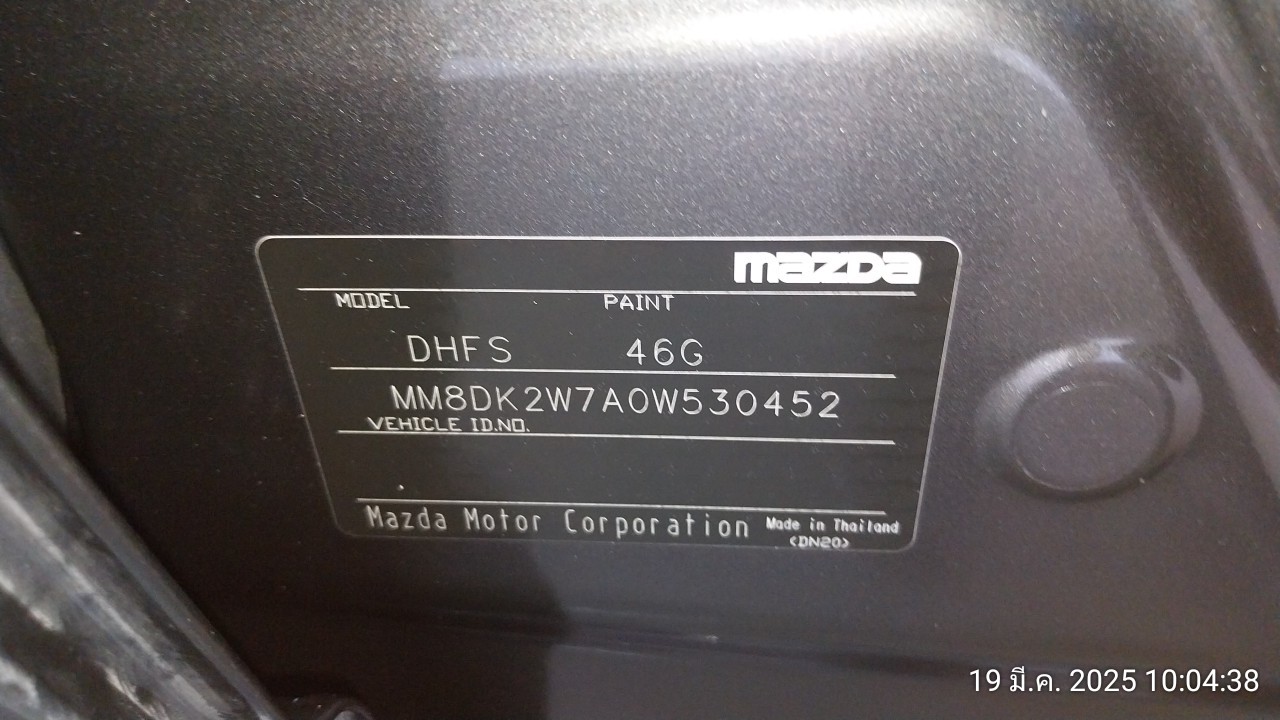 mazda
MODEL PAINT
DHFS 46G
MM8DK2W7A0W530452
VEHICLE ID.NO.
Mazda Motor Corporation Made in Thailand
(DN20)
19 มี.ค. 2025 10:04:38